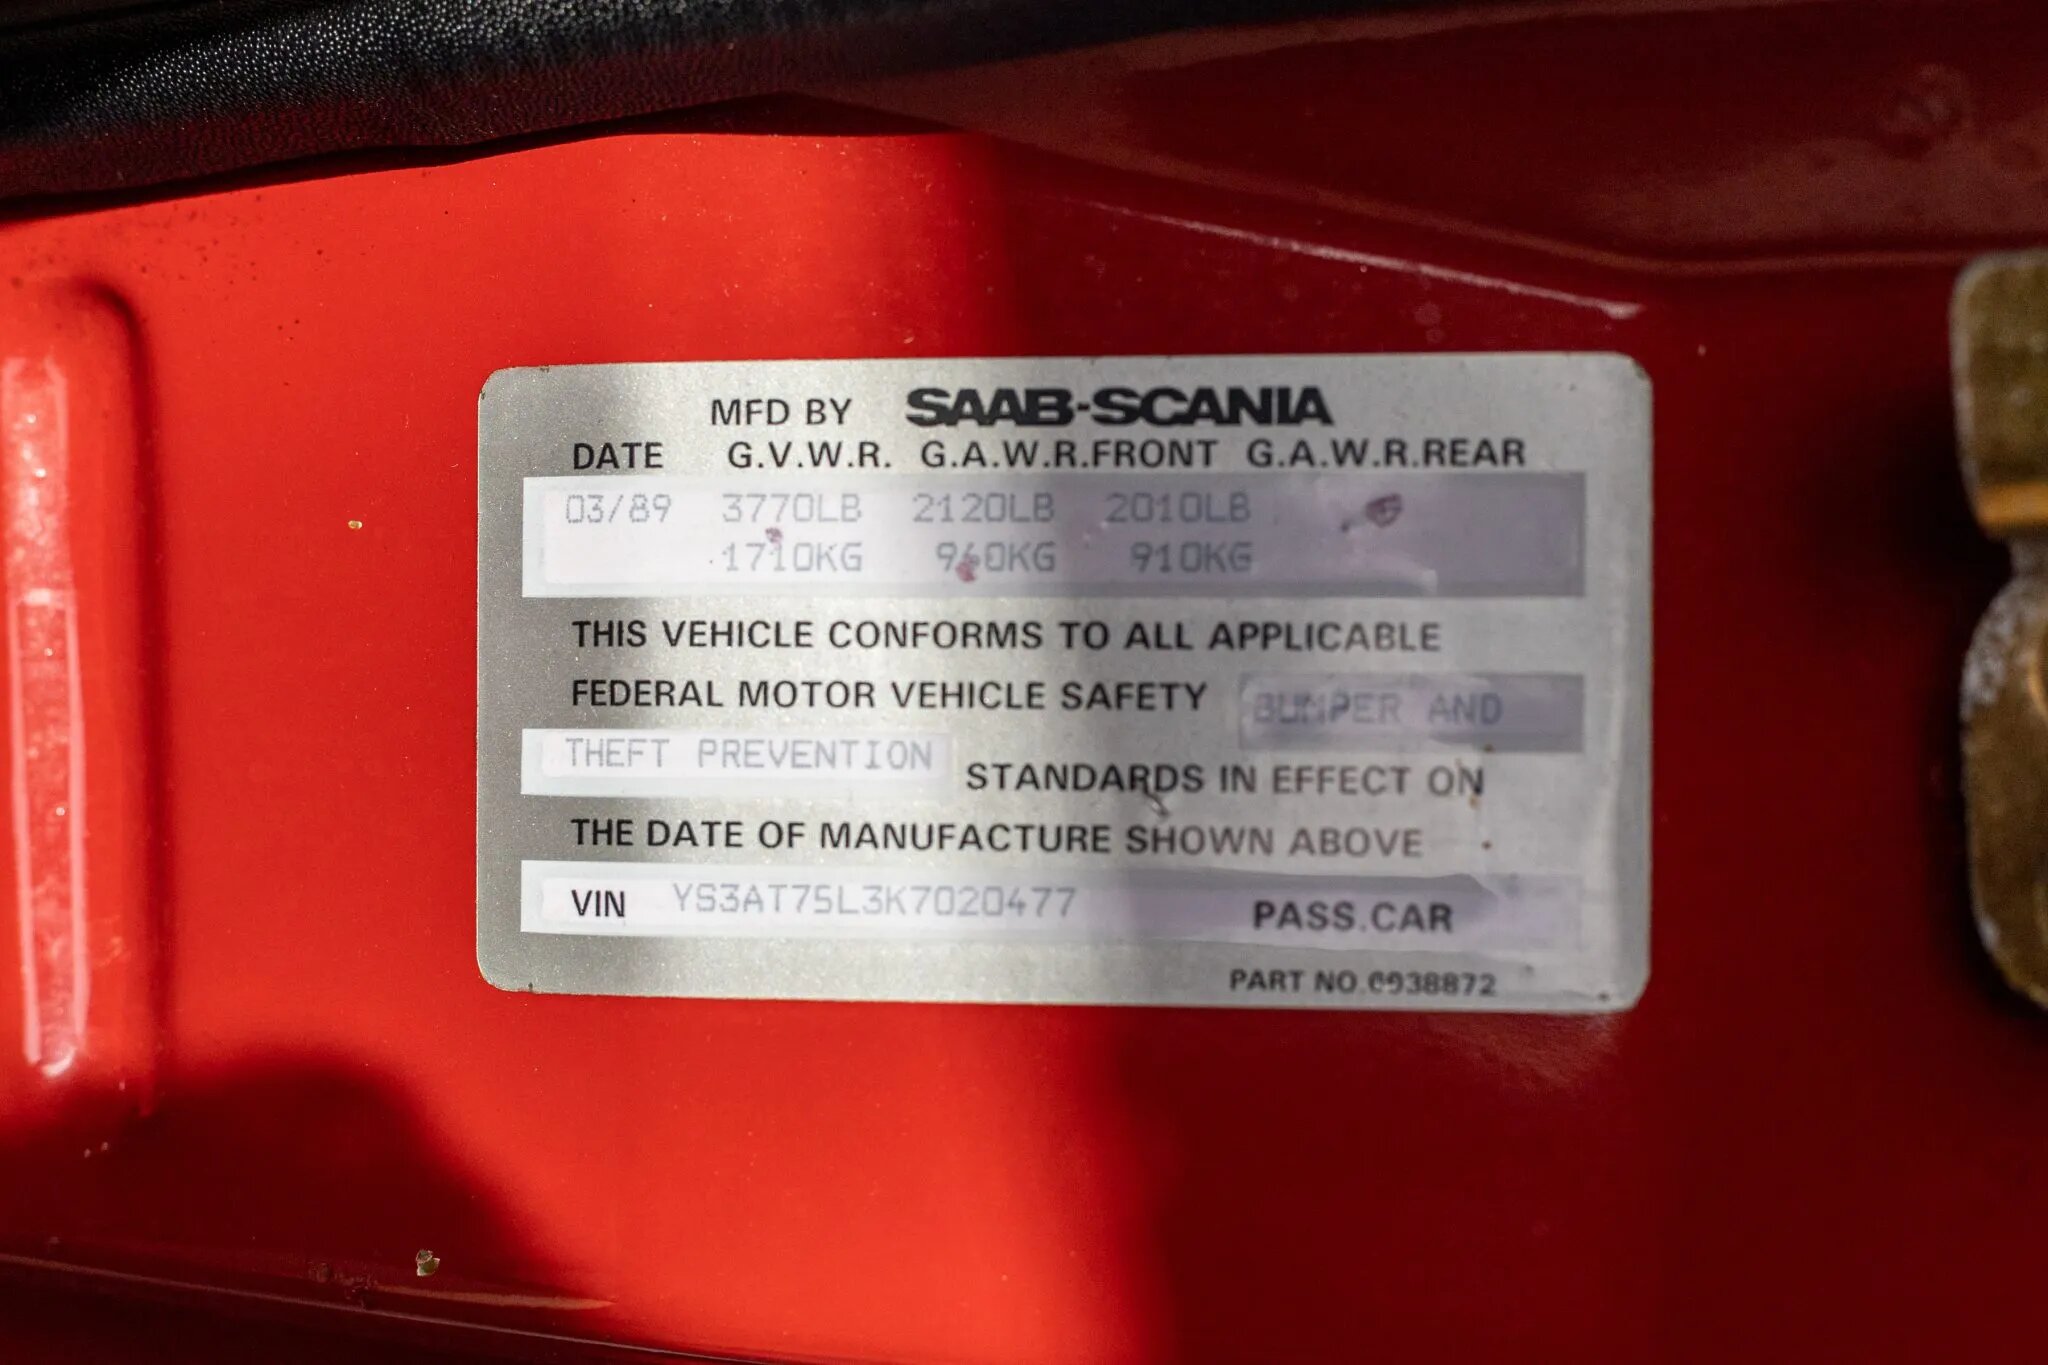 MFD BY SAAB-SCANIA
DATE G.V.W.R. G.A.W.R.FRONT G.A.W.R.REAR
03/89 3770LB 2120LB 2010LB
1710KG 960KG 910KG
THIS VEHICLE CONFORMS TO ALL APPLICABLE
FEDERAL MOTOR VEHICLE SAFETY BUMPER AND
THEFT PREVENTION STANDARDS IN EFFECT ON
THE DATE OF MANUFACTURE SHOWN ABOVE
VIN YS3AT75L3K7020477 PASS.CAR
PART NO.0938872